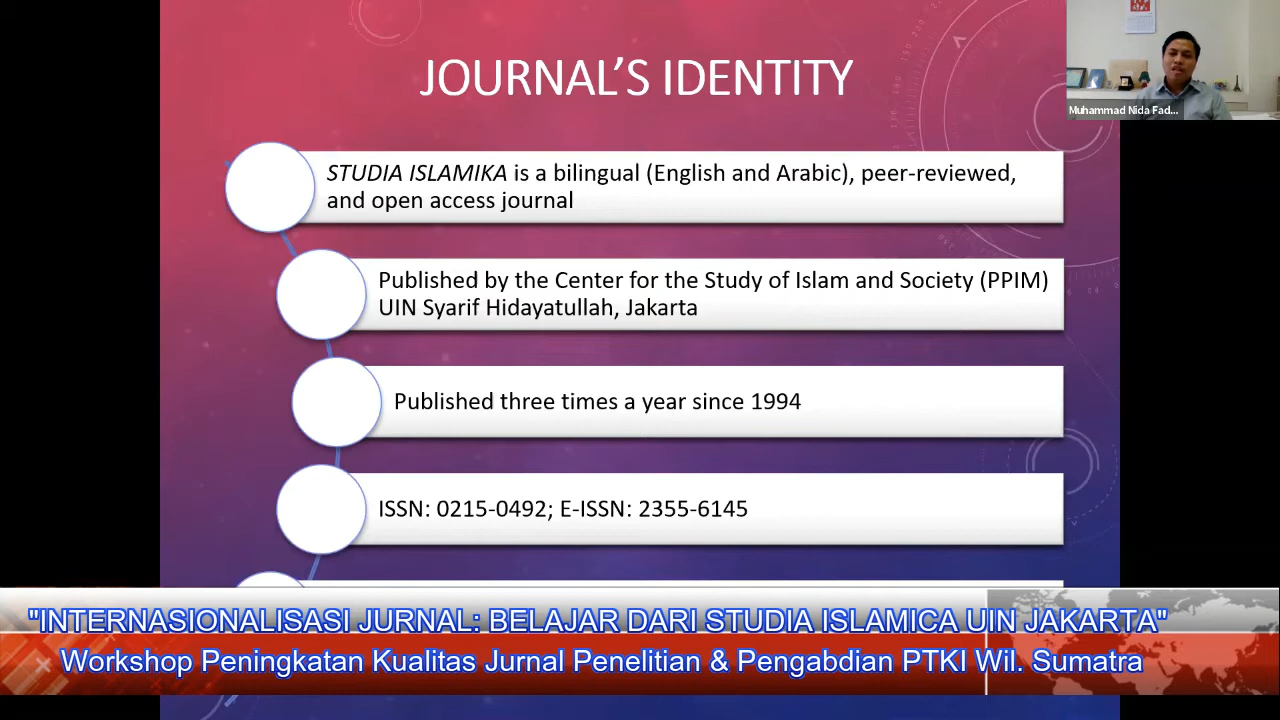 JOURNAL'S IDENTITY
Muhammad Nida Fad...
STUDIA ISLAMIKA is a bilingual (English and Arabic), peer-reviewed,
and open access journal
Published by the Center for the Study of Islam and Society (PPIM)
UIN Syarif Hidayatullah, Jakarta
Published three times a year since 1994
ISSN: 0215-0492; E-ISSN: 2355-6145
"INTERNASIONALISASI JURNAL: BELAJAR DARI STUDIA ISLAMICA UIN JAKARTA"
Workshop Peningkatan Kualitas Jurnal Penelitian & Pengabdian PTKI Wil. Sumatra